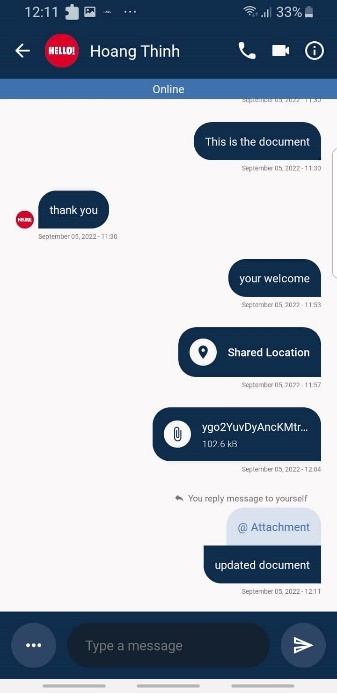 12:11 33%
HELLO! Hoang Thinh
Online
September 05, 2022 - 11:30
This is the document
September 05, 2022 - 11:30
thank you
HELLO!
September 05, 2022 - 11:30
your welcome
September 05, 2022 - 11:53
Shared Location
September 05, 2022 - 11:57
ygo2YuvDyAncKMtr...
102.6 kB
September 05, 2022 - 12:04
You reply message to yourself
@ Attachment
updated document
September 05, 2022 - 12:11
Type a message